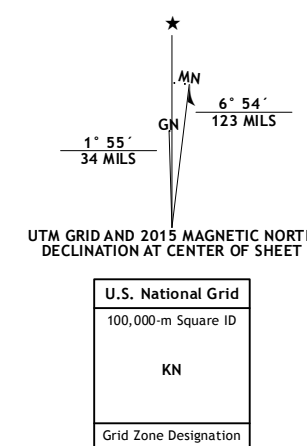 ★
MN
GN
6° 54´
123 MILS
1° 55´
34 MILS
UTM GRID AND 2015 MAGNETIC NORT
DECLINATION AT CENTER OF SHEET
U.S. National Grid
100,000-m Square ID
KN
Grid Zone Designation